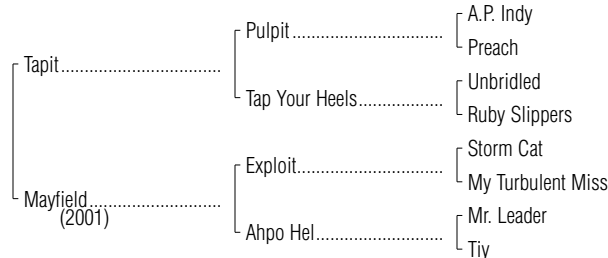 A.P. Indy
Pulpit..................................
Preach
Tapit................................
Unbridled
Tap Your Heels.................
Ruby Slippers
Storm Cat
Exploit.............................
My Turbulent Miss
Mayfield..........................
(2001)
Mr. Leader
Ahpo Hel.........................
Tiy